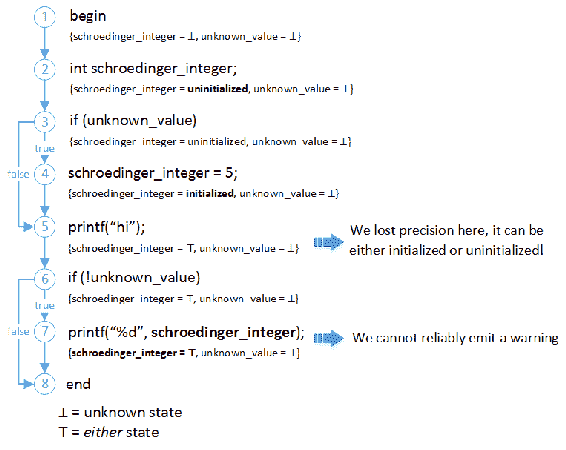 1 begin
{schroedinger_integer = ⊥, unknown_value = ⊥}
2 int schroedinger_integer;
{schroedinger_integer = uninitialized, unknown_value = ⊥}
3 if (unknown_value)
{schroedinger_integer = uninitialized, unknown_value = ⊥}
true
false
4 schroedinger_integer = 5;
{schroedinger_integer = initialized, unknown_value = ⊥}
5 printf(“hi”);
{schroedinger_integer = ⊤, unknown_value = ⊥}
We lost precision here, it can be
either initialized or uninitialized!
6 if (!unknown_value)
{schroedinger_integer = ⊤, unknown_value = ⊥}
true
false
7 printf(“%d”, schroedinger_integer);
{schroedinger_integer = ⊤, unknown_value = ⊥}
We cannot reliably emit a warning
8 end
⊥ = unknown state
⊤ = either state